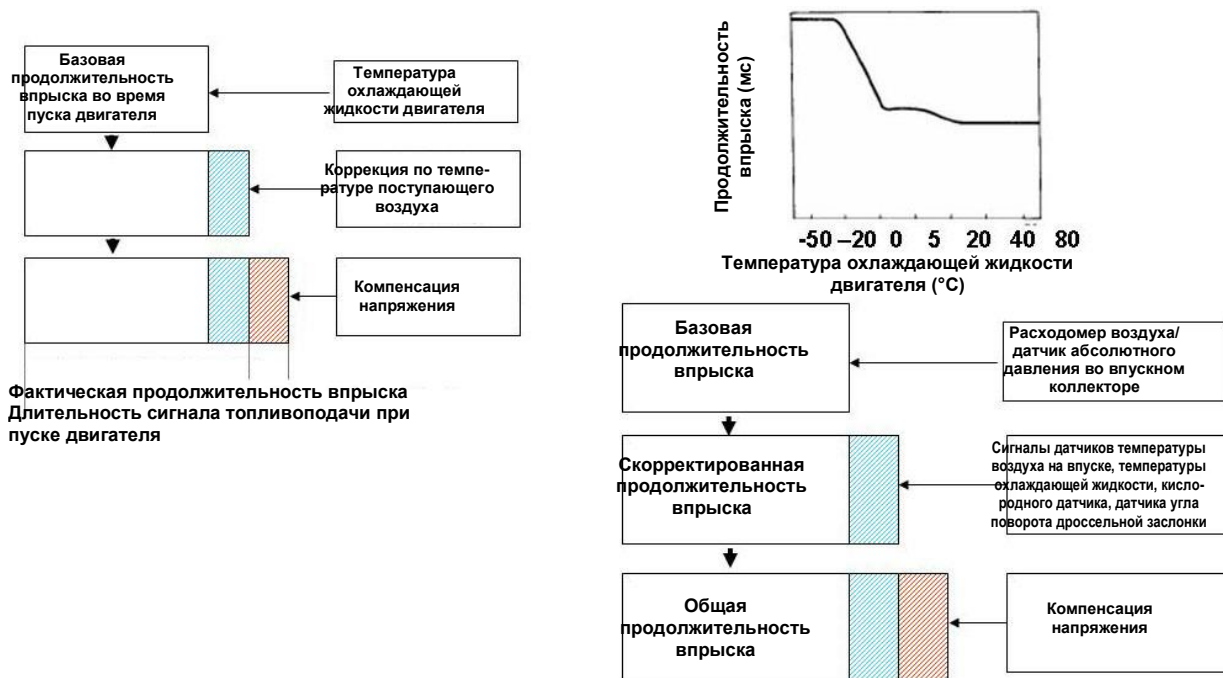 Базовая
продолжительность
впрыска во время
пуска двигателя
Температура
охлаждающей
жидкости двигателя
Коррекция по темпе-
ратуре поступающего
воздуха
Компенсация
напряжения
Фактическая продолжительность впрыска
Длительность сигнала топливоподачи при
пуске двигателя
Продолжительность
впрыска (мс)
-50 –20 0 5 20 40 80
Температура охлаждающей жидкости
двигателя (°C)
Базовая
продолжительность
впрыска
Расходомер воздуха/
датчик абсолютного
давления во впускном
коллекторе
Скорректированная
продолжительность
впрыска
Сигналы датчиков температуры
воздуха на впуске, температуры
охлаждающей жидкости, кисло-
родного датчика, датчика угла
поворота дроссельной заслонки
Общая
продолжительность
впрыска
Компенсация
напряжения